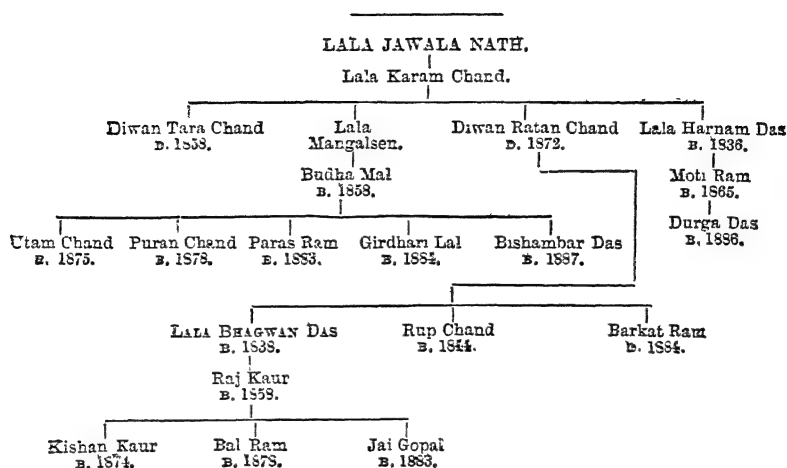 LALA JAWALA NATH.
Lala Karam Chand.
Diwan Tara Chand
D. 1858.
Lala
Mangalsen.
Diwan Ratan Chand
D. 1872.
Lala Harnam Das
B. 1836.
Budha Mal
B. 1858.
Moti Ram
B. 1865.
Durga Das
B. 1886.
Utam Chand
B. 1875.
Puran Chand
B. 1878.
Paras Ram
B. 1883.
Girdhari Lal
B. 1884.
Bishambar Das
B. 1887.
LALA BHAGWAN DAS
B. 1838.
Rup Chand
B. 1844.
Barkat Ram
D. 1884.
Raj Kaur
B. 1858.
Kishan Kaur
B. 1874.
Bal Ram
B. 1878.
Jai Gopal
B. 1883.